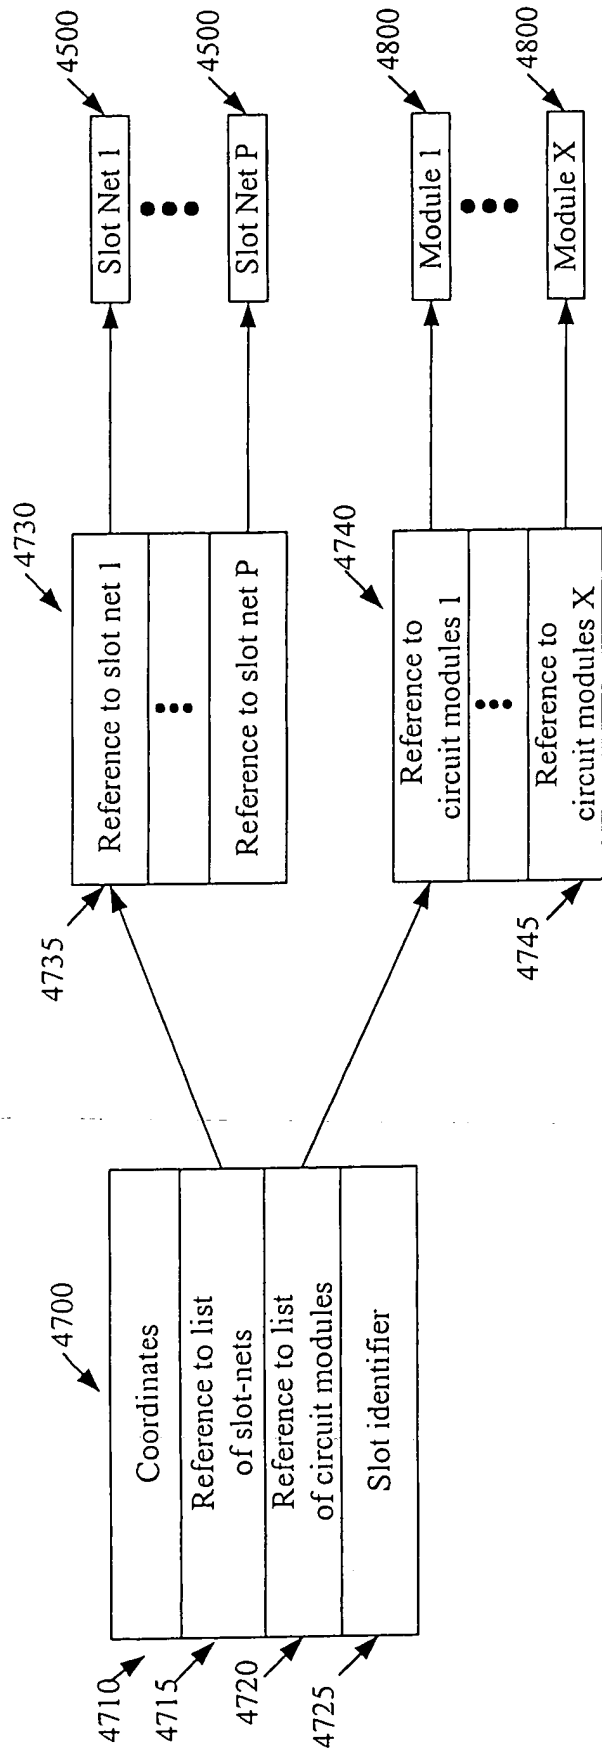 4700
4710
Coordinates
4715
Reference to list
of slot-nets
4720
Reference to list
of circuit modules
4725
Slot identifier
4730
4735
Reference to slot net 1
Reference to slot net P
4740
Reference to
circuit modules 1
4745
Reference to
circuit modules X
4500
Slot Net 1
4500
Slot Net P
4800
Module 1
4800
Module X